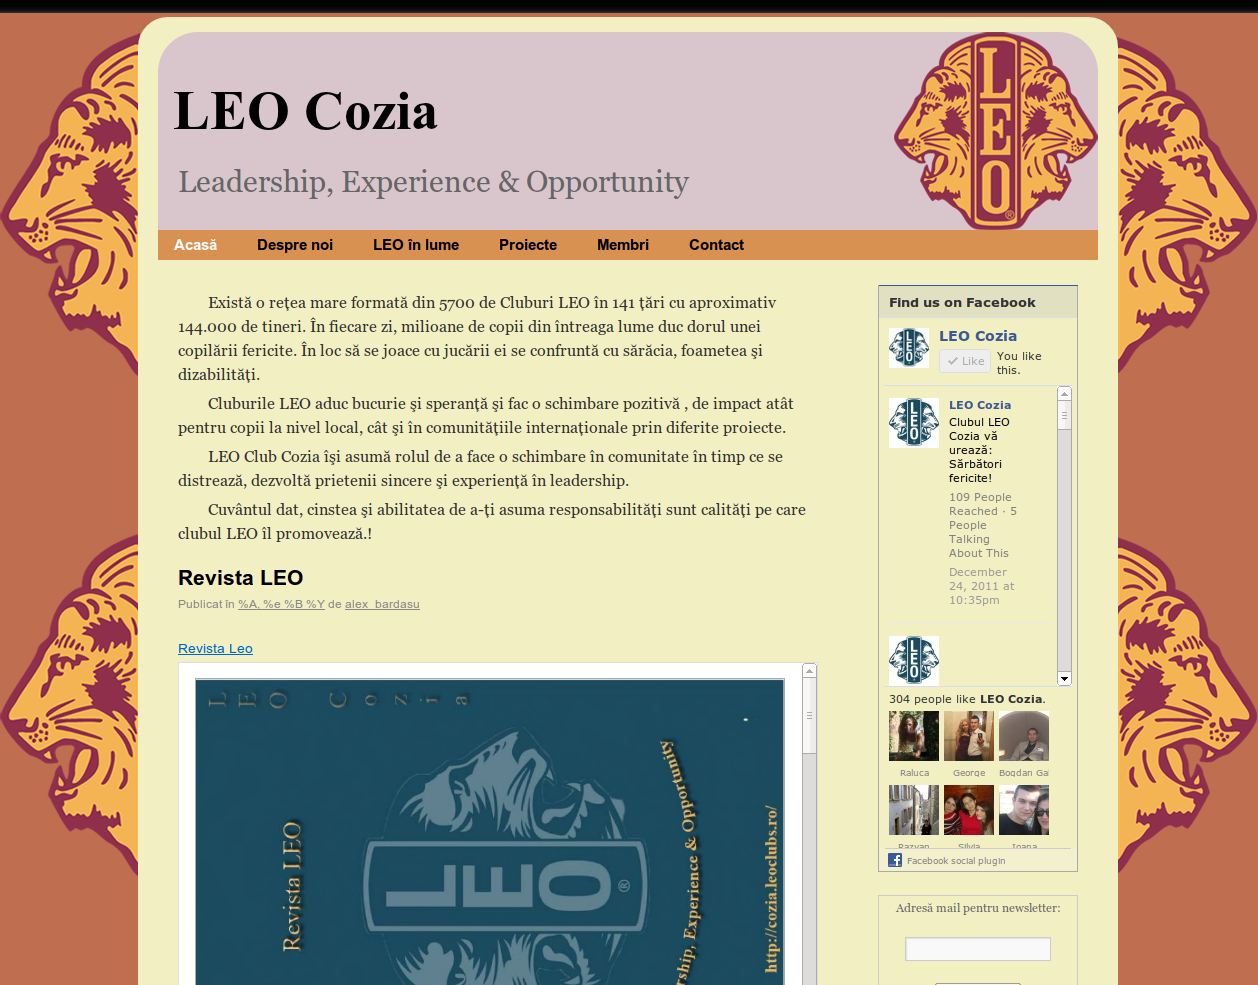 LEO Cozia
LEO
®
Leadership, Experience & Opportunity
Acasă
Despre noi
LEO în lume
Proiecte
Membri
Contact
Există o rețea mare formată din 5700 de Cluburi LEO în 141 țări cu aproximativ
144.000 de tineri. În fiecare zi, milioane de copii din întreaga lume duc dorul unei
copilării fericite. În loc să se joace cu jucării ei se confruntă cu sărăcia, foametea și
dizabilități.
Cluburile LEO aduc bucurie și speranță și fac o schimbare pozitivă , de impact atât
pentru copii la nivel local, cât și în comunitățiile internaționale prin diferite proiecte.
LEO Club Cozia își asumă rolul de a face o schimbare în comunitate în timp ce se
distrează, dezvoltă prietenii sincere și experiență în leadership.
Cuvântul dat, cinstea și abilitatea de a-ți asuma responsabilități sunt calități pe care
clubul LEO îl promovează.!
Revista LEO
Publicat în %A, %e %B %Y de alex_bardasu
Revista Leo
LEO Cozia
Revista LEO
LEO
®
rship, Experience & Opportunity
http://cozia.leoclubs.ro/
Find us on Facebook
LEO
LEO Cozia
Like
You like
this.
LEO
LEO Cozia
Clubul LEO
Cozia vă
urează:
Sărbători
fericite!
109 People
Reached · 5
People
Talking
About This
December
24, 2011 at
10:35pm
LEO
304 people like LEO Cozia.
Raluca
George
Bogdan Ga
Razvan
Silvia
Ioana
Facebook social plugin
Adresă mail pentru newsletter: